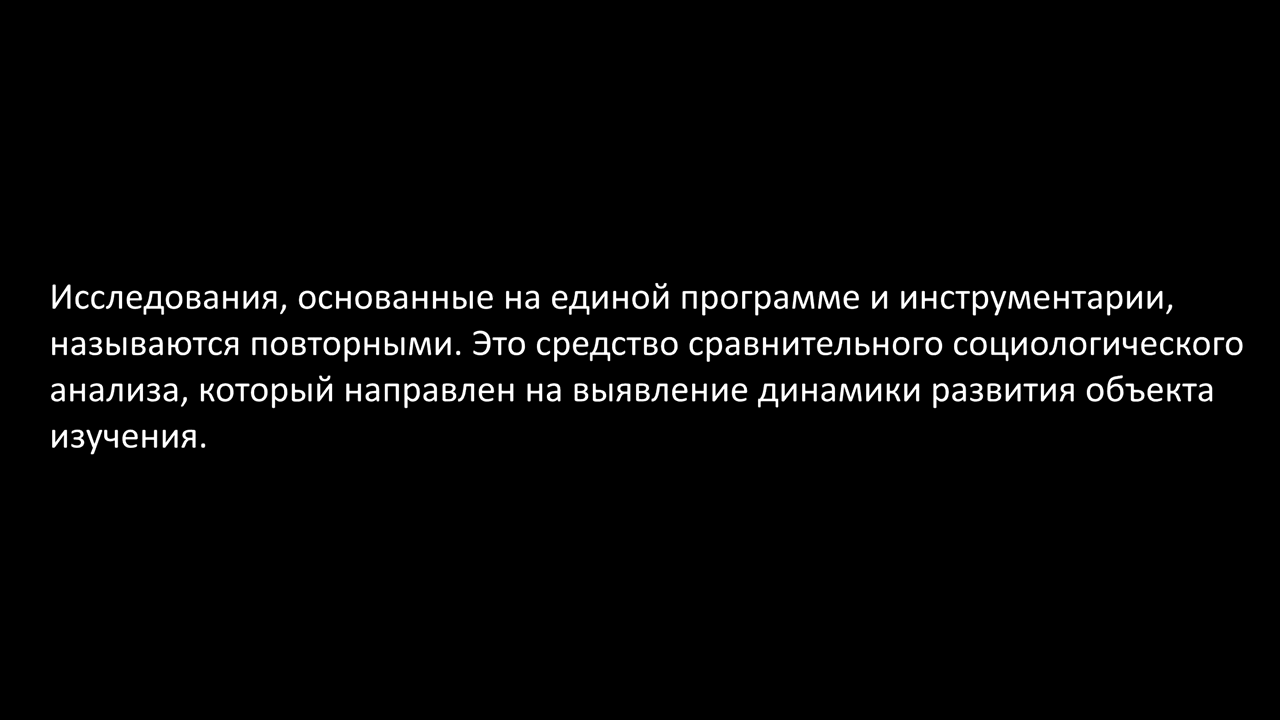 Исследования, основанные на единой программе и инструментарии,
называются повторными. Это средство сравнительного социологического
анализа, который направлен на выявление динамики развития объекта
изучения.